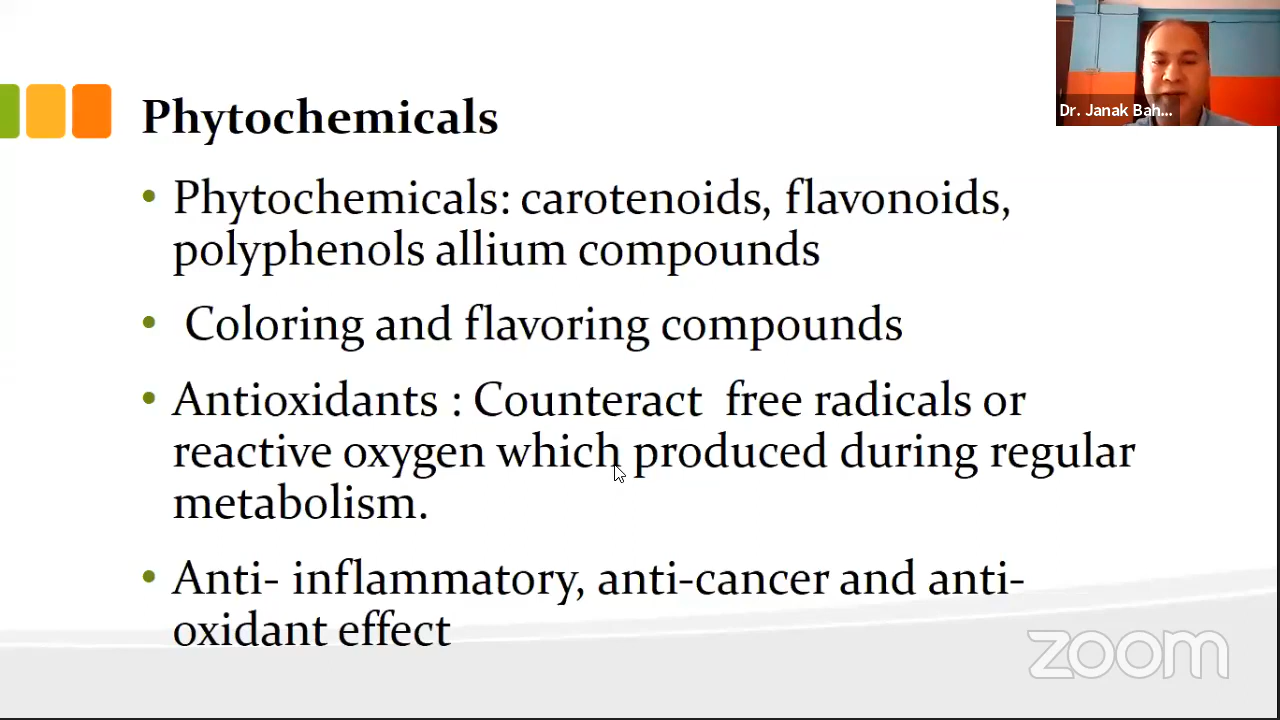 Phytochemicals
Phytochemicals: carotenoids, flavonoids,
polyphenols allium compounds
Coloring and flavoring compounds
Antioxidants : Counteract free radicals or
reactive oxygen which produced during regular
metabolism.
Anti- inflammatory, anti-cancer and anti-
oxidant effect
Dr. Janak Bah...
zoom